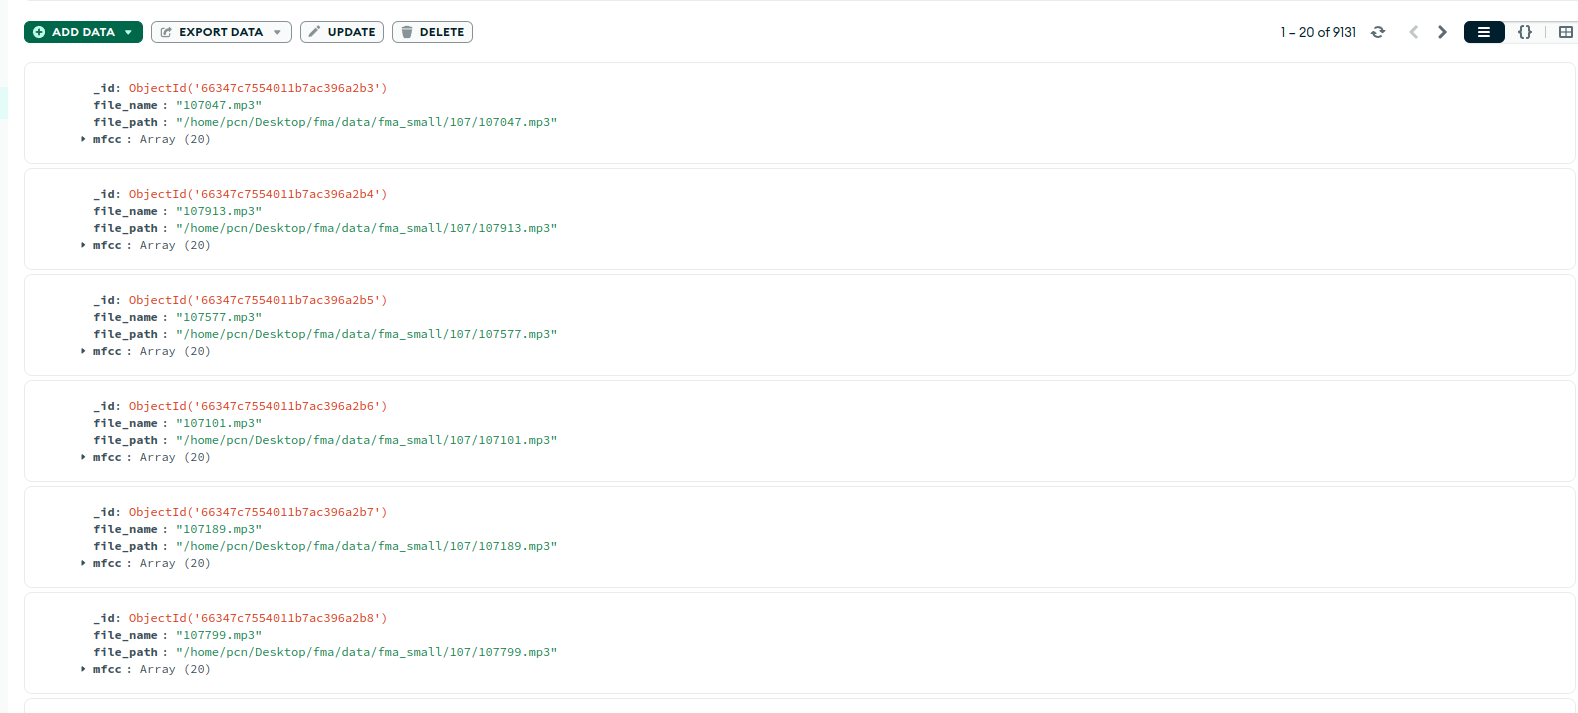 ADD DATA EXPORT DATA UPDATE DELETE 1 – 20 of 9131 {}
_id: ObjectId('66347c7554011b7ac396a2b3')
file_name : "107047.mp3"
file_path : "/home/pcn/Desktop/fma/data/fma_small/107/107047.mp3"
mfcc : Array (20)
_id: ObjectId('66347c7554011b7ac396a2b4')
file_name : "107913.mp3"
file_path : "/home/pcn/Desktop/fma/data/fma_small/107/107913.mp3"
mfcc : Array (20)
_id: ObjectId('66347c7554011b7ac396a2b5')
file_name : "107577.mp3"
file_path : "/home/pcn/Desktop/fma/data/fma_small/107/107577.mp3"
mfcc : Array (20)
_id: ObjectId('66347c7554011b7ac396a2b6')
file_name : "107101.mp3"
file_path : "/home/pcn/Desktop/fma/data/fma_small/107/107101.mp3"
mfcc : Array (20)
_id: ObjectId('66347c7554011b7ac396a2b7')
file_name : "107189.mp3"
file_path : "/home/pcn/Desktop/fma/data/fma_small/107/107189.mp3"
mfcc : Array (20)
_id: ObjectId('66347c7554011b7ac396a2b8')
file_name : "107799.mp3"
file_path : "/home/pcn/Desktop/fma/data/fma_small/107/107799.mp3"
mfcc : Array (20)